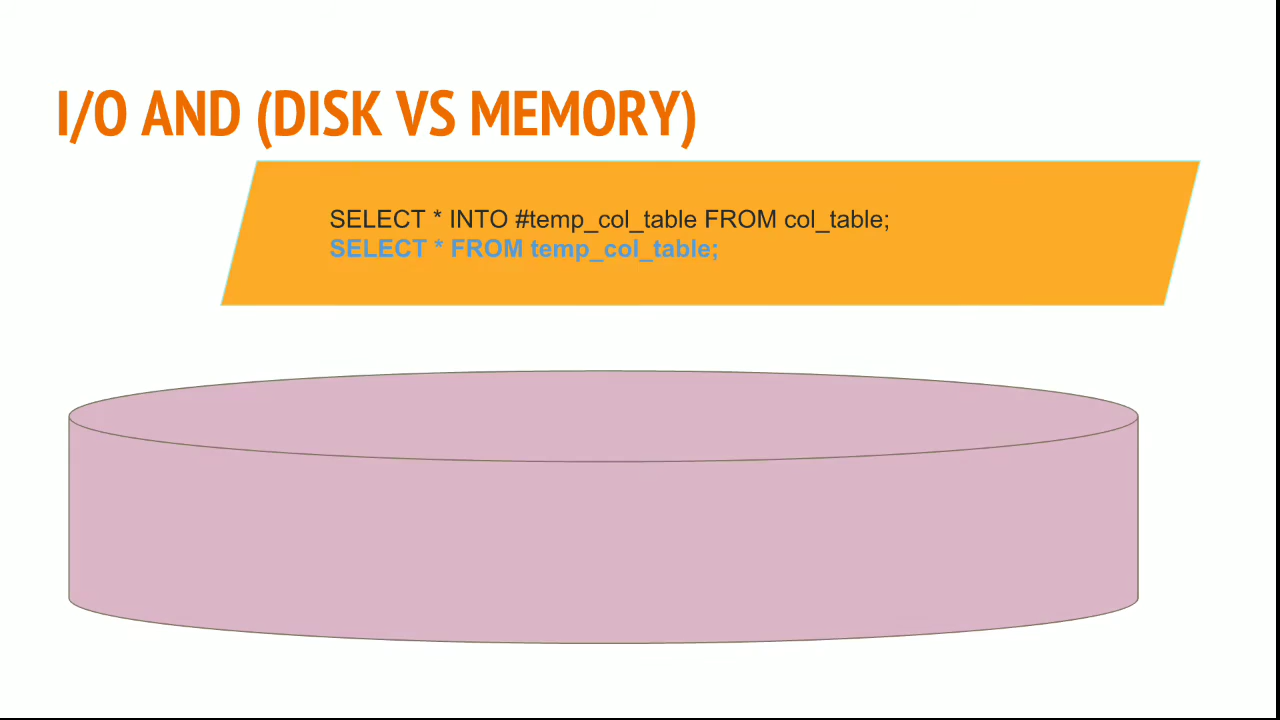 I/O AND (DISK VS MEMORY)
SELECT * INTO #temp_col_table FROM col_table;
SELECT * FROM temp_col_table;